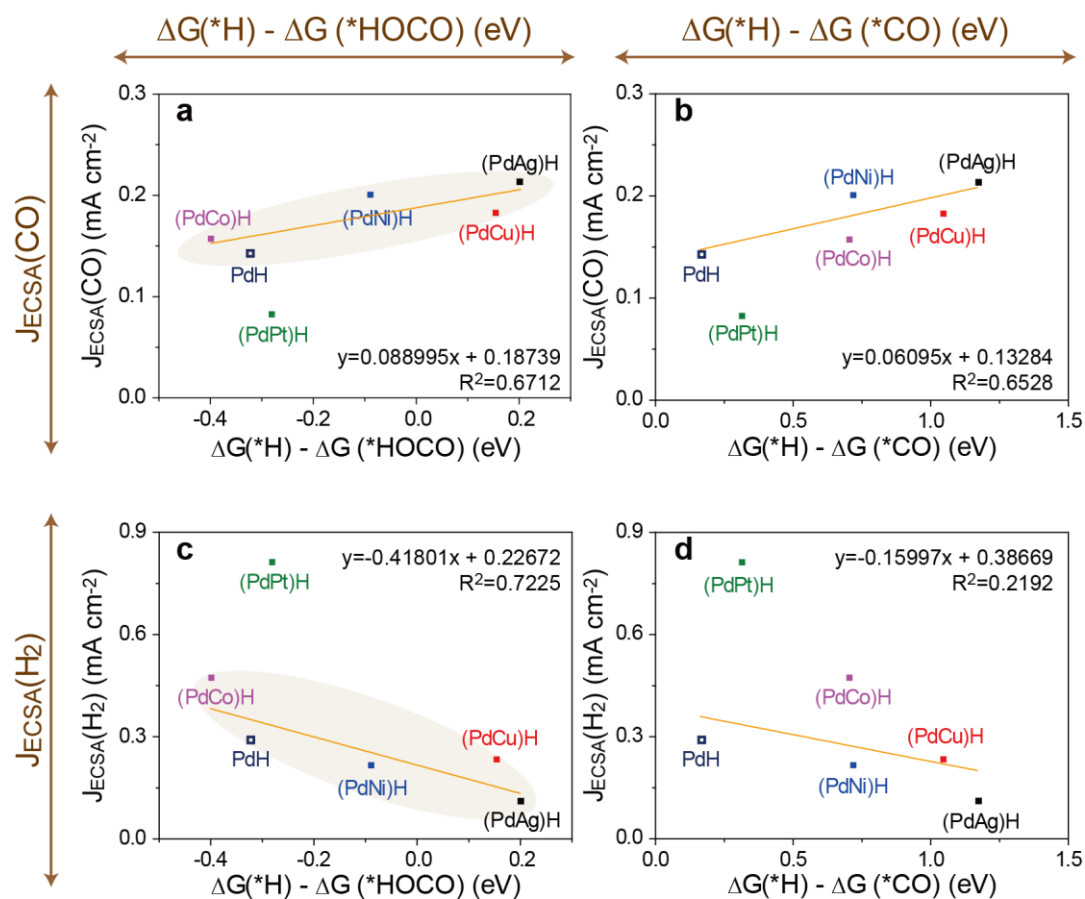 ΔG(*H) - ΔG (*HOCO) (eV)
ΔG(*H) - ΔG (*CO) (eV)
JECSA(CO)
a
0.3
0.2
0.1
0.0
JECSA(CO) (mA cm-2)
(PdCo)H
PdH
(PdPt)H
(PdNi)H
(PdAg)H
(PdCu)H
y=0.088995x + 0.18739
R2=0.6712
-0.4
-0.2
0.0
0.2
ΔG(*H) - ΔG (*HOCO) (eV)
b
0.3
0.2
0.1
0.0
JECSA(CO) (mA cm-2)
(PdAg)H
(PdNi)H
(PdCu)H
(PdCo)H
PdH
(PdPt)H
y=0.06095x + 0.13284
R2=0.6528
0.0
0.5
1.0
1.5
ΔG(*H) - ΔG (*CO) (eV)
JECSA(H2)
c
0.9
0.6
0.3
0.0
JECSA(H2) (mA cm-2)
y=-0.41801x + 0.22672
R2=0.7225
(PdPt)H
(PdCo)H
PdH
(PdNi)H
(PdCu)H
(PdAg)H
-0.4
-0.2
0.0
0.2
ΔG(*H) - ΔG (*HOCO) (eV)
d
0.9
0.6
0.3
0.0
JECSA(H2) (mA cm-2)
y=-0.15997x + 0.38669
R2=0.2192
(PdPt)H
(PdCo)H
(PdCu)H
PdH
(PdNi)H
(PdAg)H
0.0
0.5
1.0
1.5
ΔG(*H) - ΔG (*CO) (eV)